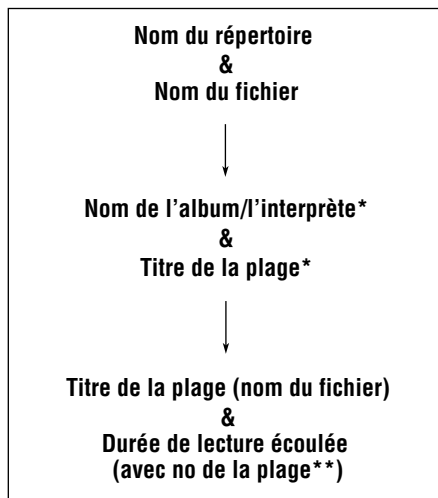 Nom du répertoire
&
Nom du fichier
Nom de l'album/l'interprète*
&
Titre de la plage*
Titre de la plage (nom du fichier)
&
Durée de lecture écoulée
(avec no de la plage**)